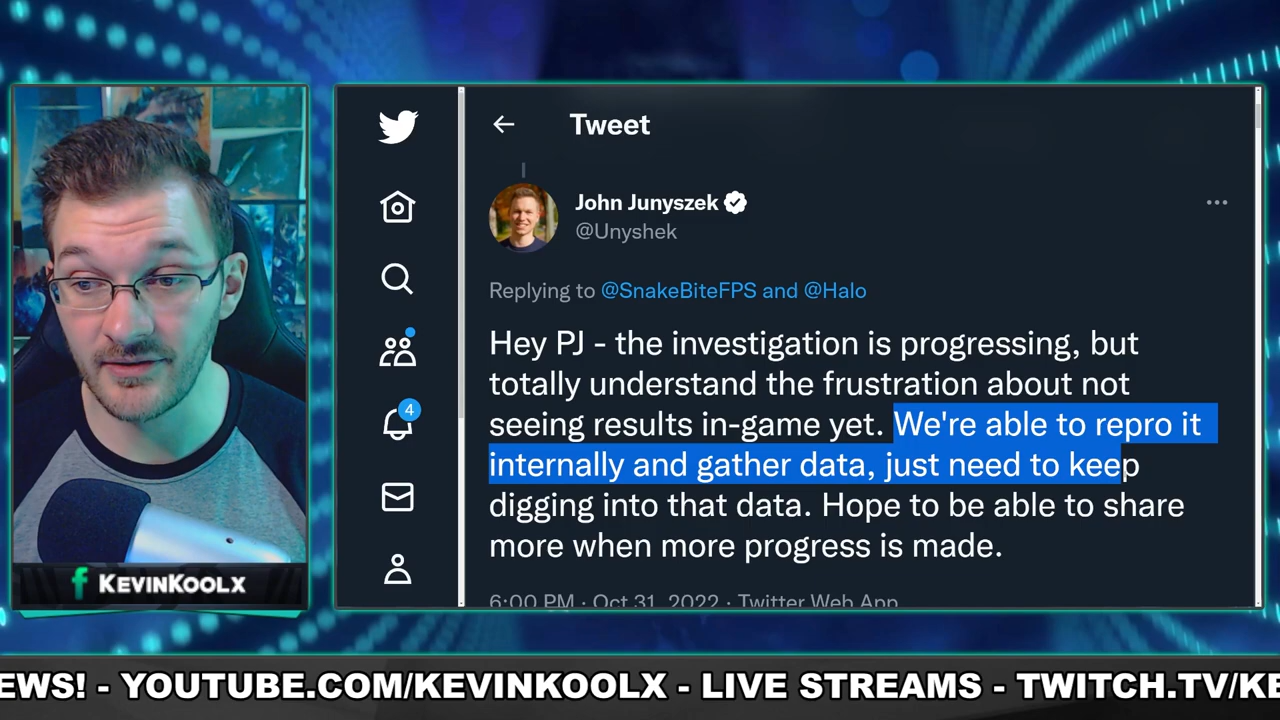 Tweet
John Junyszek
@Unyshek
Replying to @SnakeBiteFPS and @Halo
Hey PJ - the investigation is progressing, but
totally understand the frustration about not
seeing results in-game yet. We're able to repro it
internally and gather data, just need to keep
digging into that data. Hope to be able to share
more when more progress is made.
6:00 PM · Oct 31, 2022 · Twitter Web App
4
f KEVINKOOLX
EWS! - YOUTUBE.COM/KEVINKOOLX - LIVE STREAMS - TWITCH.TV/KE